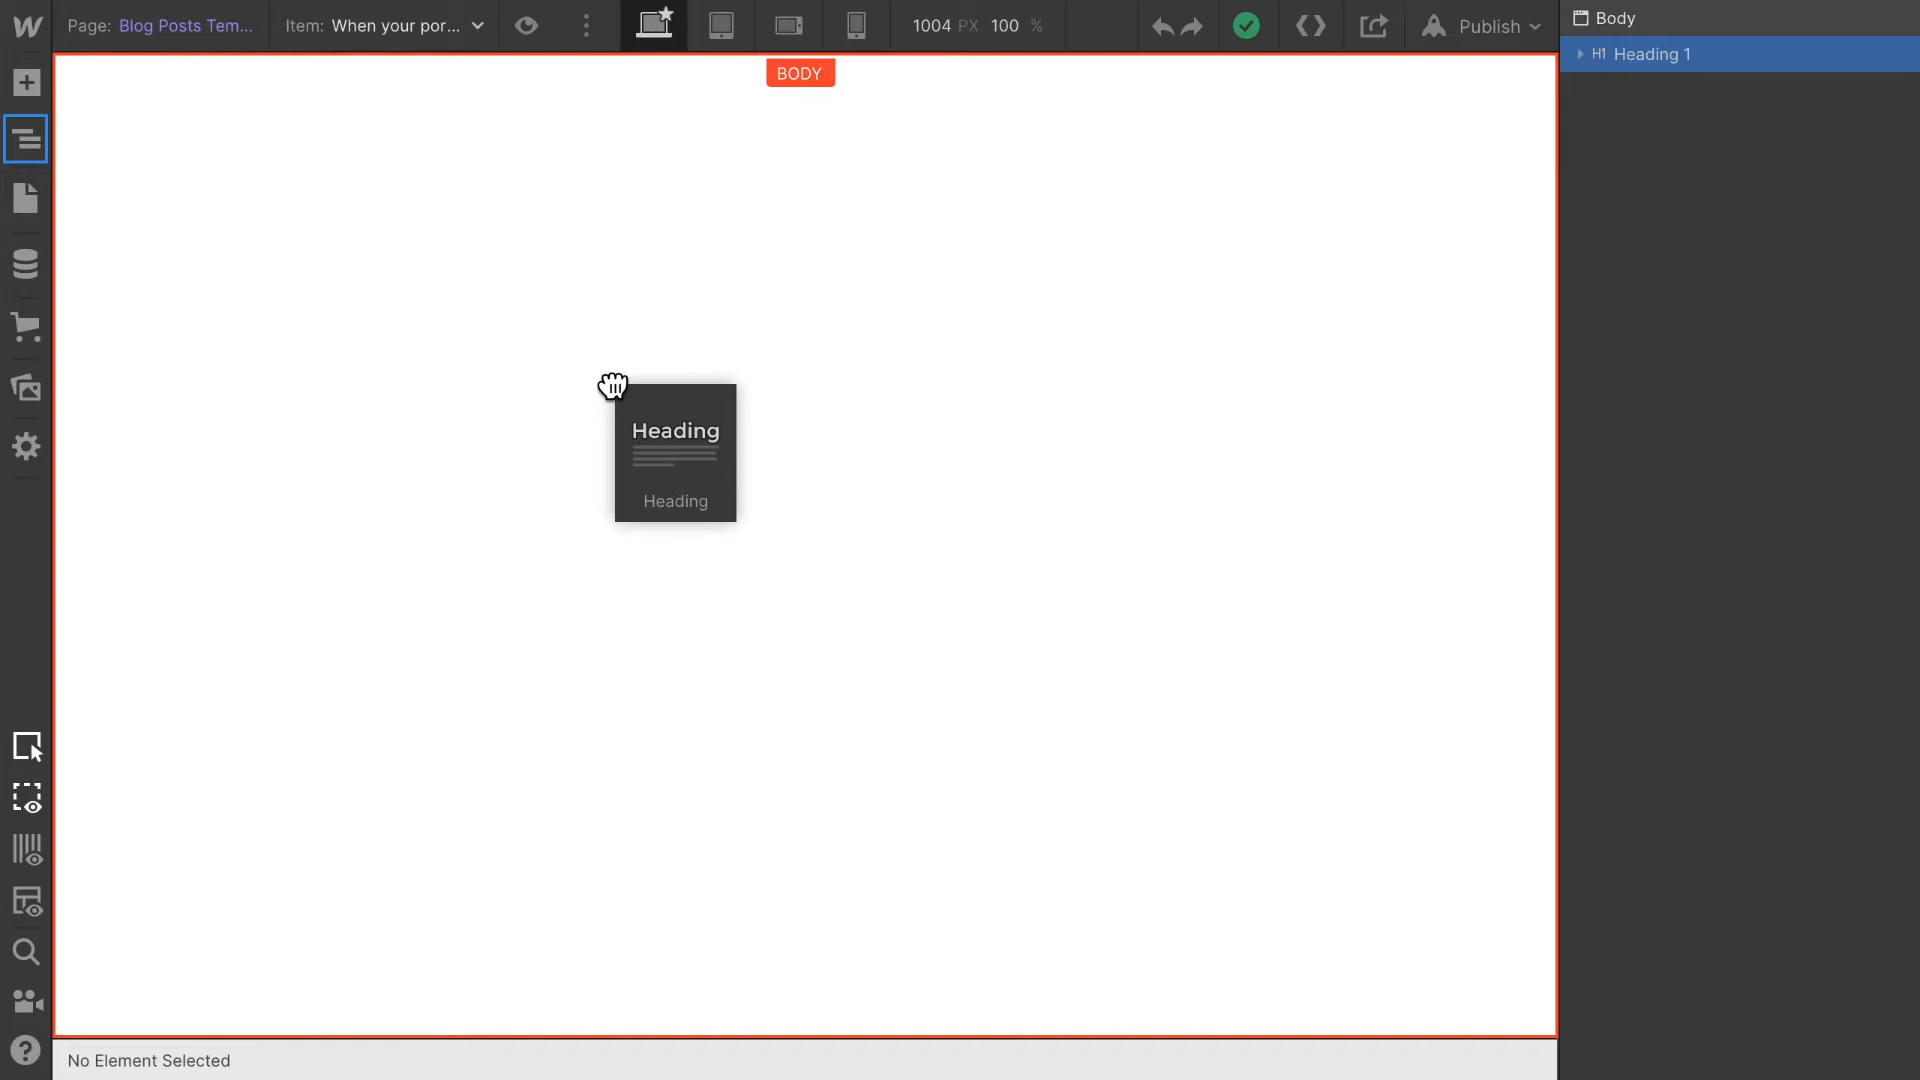 Page: Blog Posts Tem...
Item: When your por...
1004 PX 100 %
Publish
Body
H1 Heading 1
BODY
Heading
Heading
No Element Selected